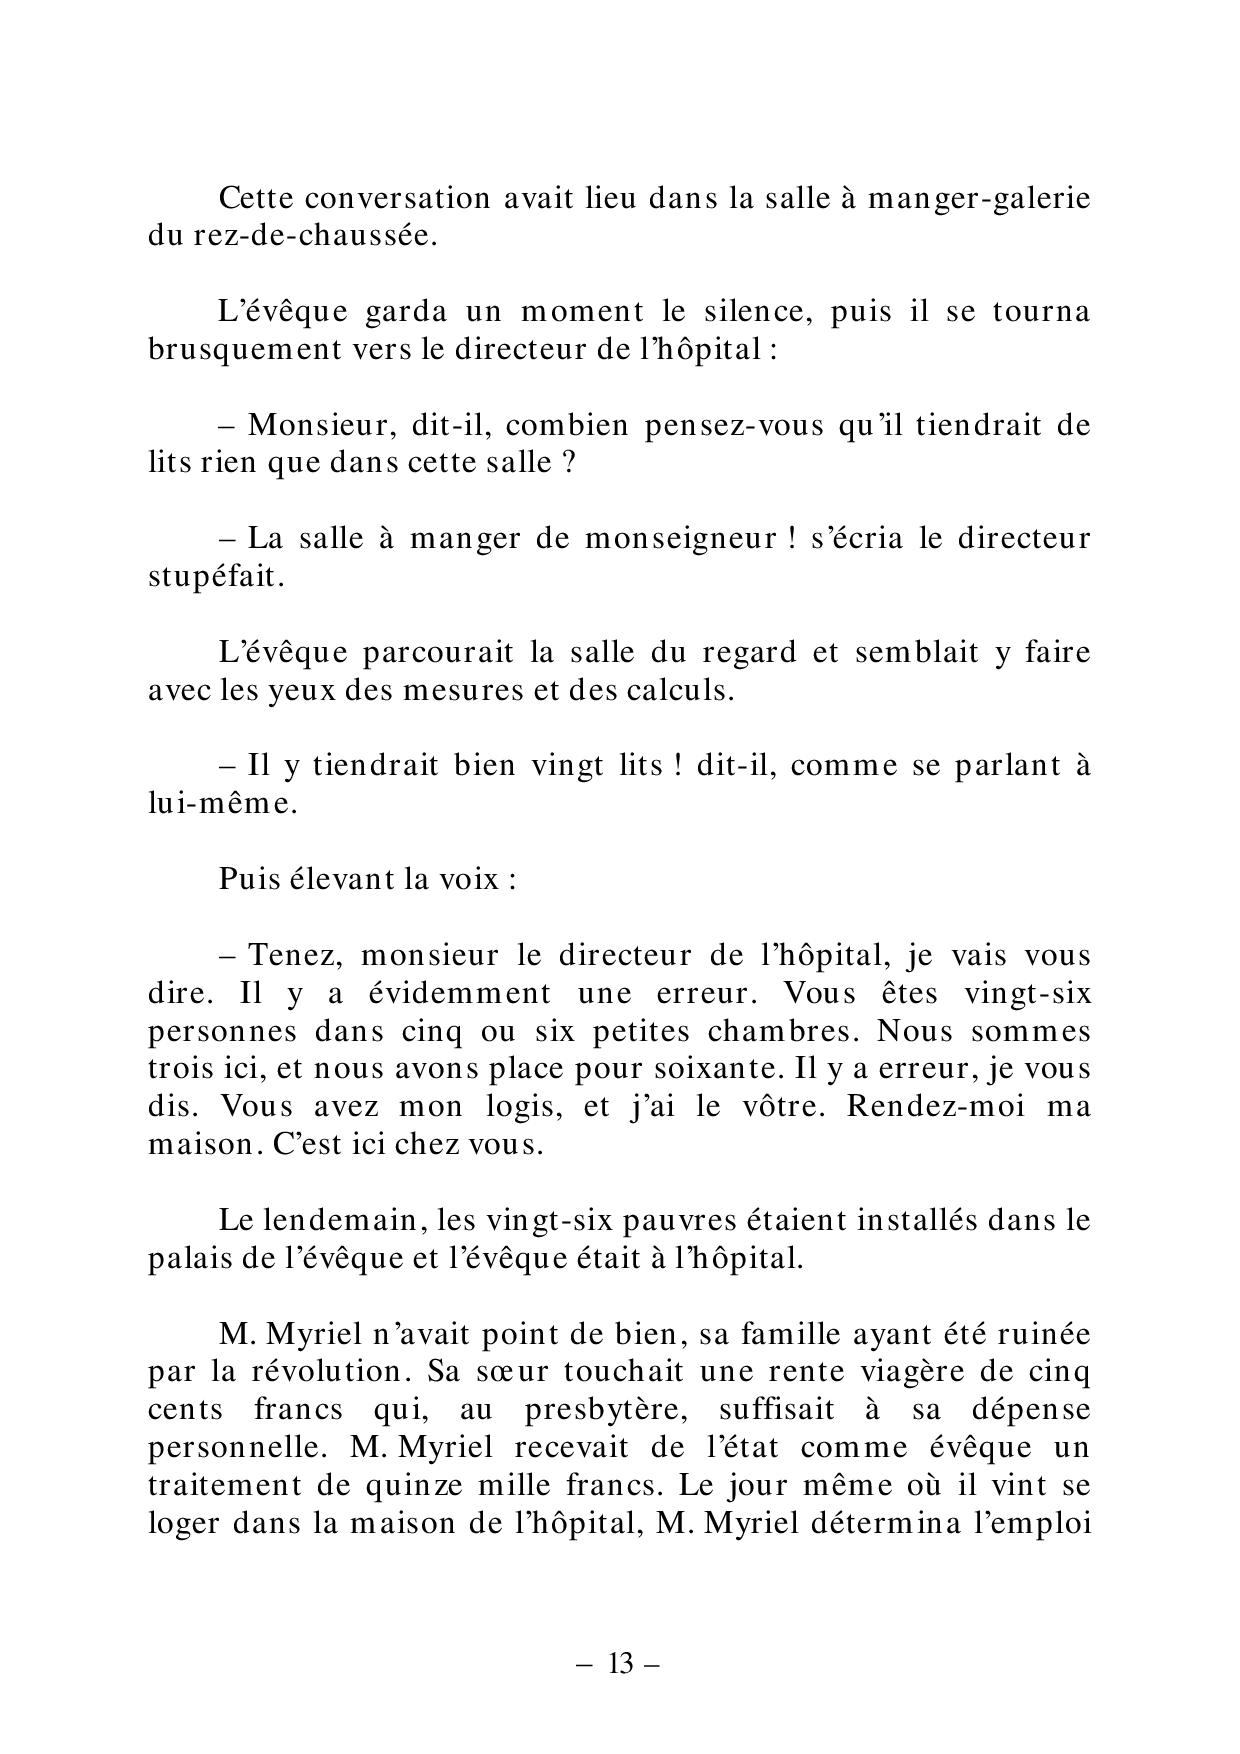 Cette conversation avait lieu dans la salle à manger-galerie
du rez-de-chaussée.
L’évêque garda un moment le silence, puis il se tourna
brusquement vers le directeur de l’hôpital :
– Monsieur, dit-il, combien pensez-vous qu’il tiendrait de
lits rien que dans cette salle ?
– La salle à manger de monseigneur ! s’écria le directeur
stupéfait.
L’évêque parcourait la salle du regard et semblait y faire
avec les yeux des mesures et des calculs.
– Il y tiendrait bien vingt lits ! dit-il, comme se parlant à
lui-même.
Puis élevant la voix :
– Tenez, monsieur le directeur de l’hôpital, je vais vous
dire. Il y a évidemment une erreur. Vous êtes vingt-six
personnes dans cinq ou six petites chambres. Nous sommes
trois ici, et nous avons place pour soixante. Il y a erreur, je vous
dis. Vous avez mon logis, et j’ai le vôtre. Rendez-moi ma
maison. C’est ici chez vous.
Le lendemain, les vingt-six pauvres étaient installés dans le
palais de l’évêque et l’évêque était à l’hôpital.
M. Myriel n’avait point de bien, sa famille ayant été ruinée
par la révolution. Sa sœur touchait une rente viagère de cinq
cents francs qui, au presbytère, suffisait à sa dépense
personnelle. M. Myriel recevait de l’état comme évêque un
traitement de quinze mille francs. Le jour même où il vint se
loger dans la maison de l’hôpital, M. Myriel détermina l’emploi
– 13 –